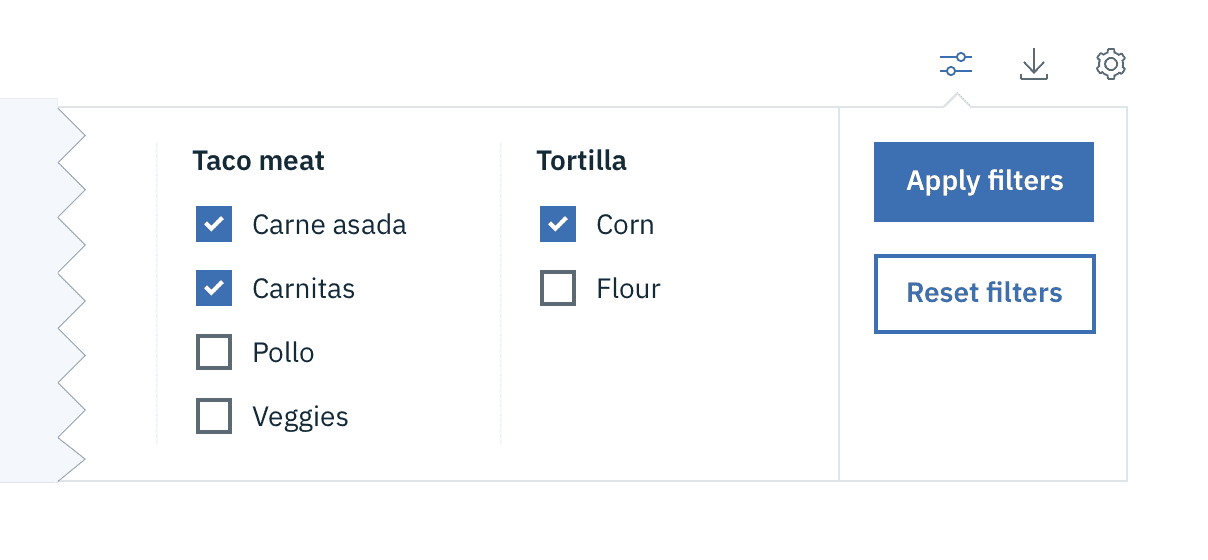 Taco meat
Carne asada
Carnitas
Pollo
Veggies
Tortilla
Corn
Flour
Apply filters
Reset filters